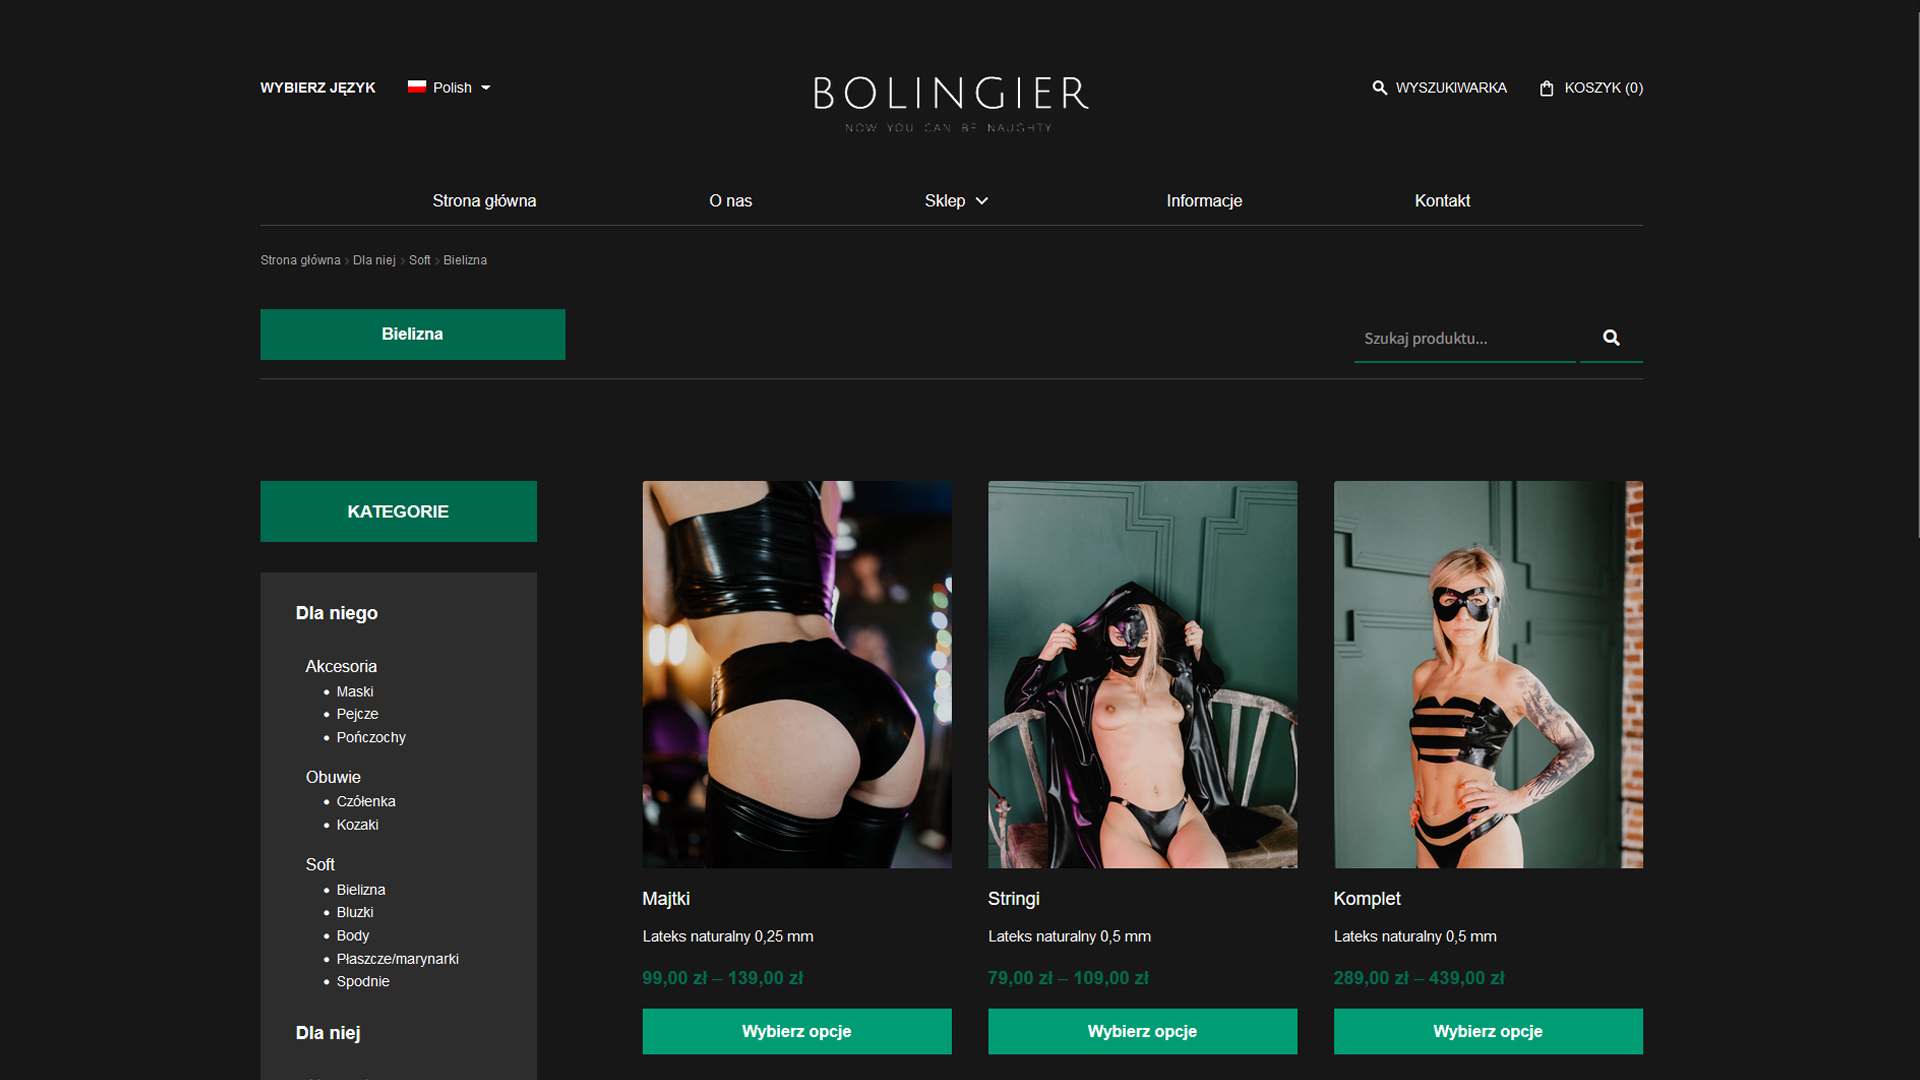 WYBIERZ JĘZYK
Polish
BOLINGIER
NOW YOU CAN BE NAUGHTY
WYSZUKIWARKA
KOSZYK (0)
Strona główna
O nas
Sklep
Informacje
Kontakt
Strona główna › Dla niej › Soft › Bielizna
Bielizna
Szukaj produktu...
KATEGORIE
Dla niego
Akcesoria
Maski
Pejcze
Pończochy
Obuwie
Czółenka
Kozaki
Soft
Bielizna
Bluzki
Body
Płaszcze/marynarki
Spodnie
Dla niej
Majtki
Lateks naturalny 0,25 mm
99,00 zł – 139,00 zł
Wybierz opcje
Stringi
Lateks naturalny 0,5 mm
79,00 zł – 109,00 zł
Wybierz opcje
Komplet
Lateks naturalny 0,5 mm
289,00 zł – 439,00 zł
Wybierz opcje